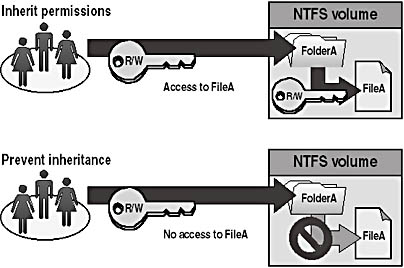 Inherit permissions
NTFS volume
R/W
FolderA
Access to FileA
R/W
FileA
Prevent inheritance
NTFS volume
R/W
FolderA
No access to FileA
FileA